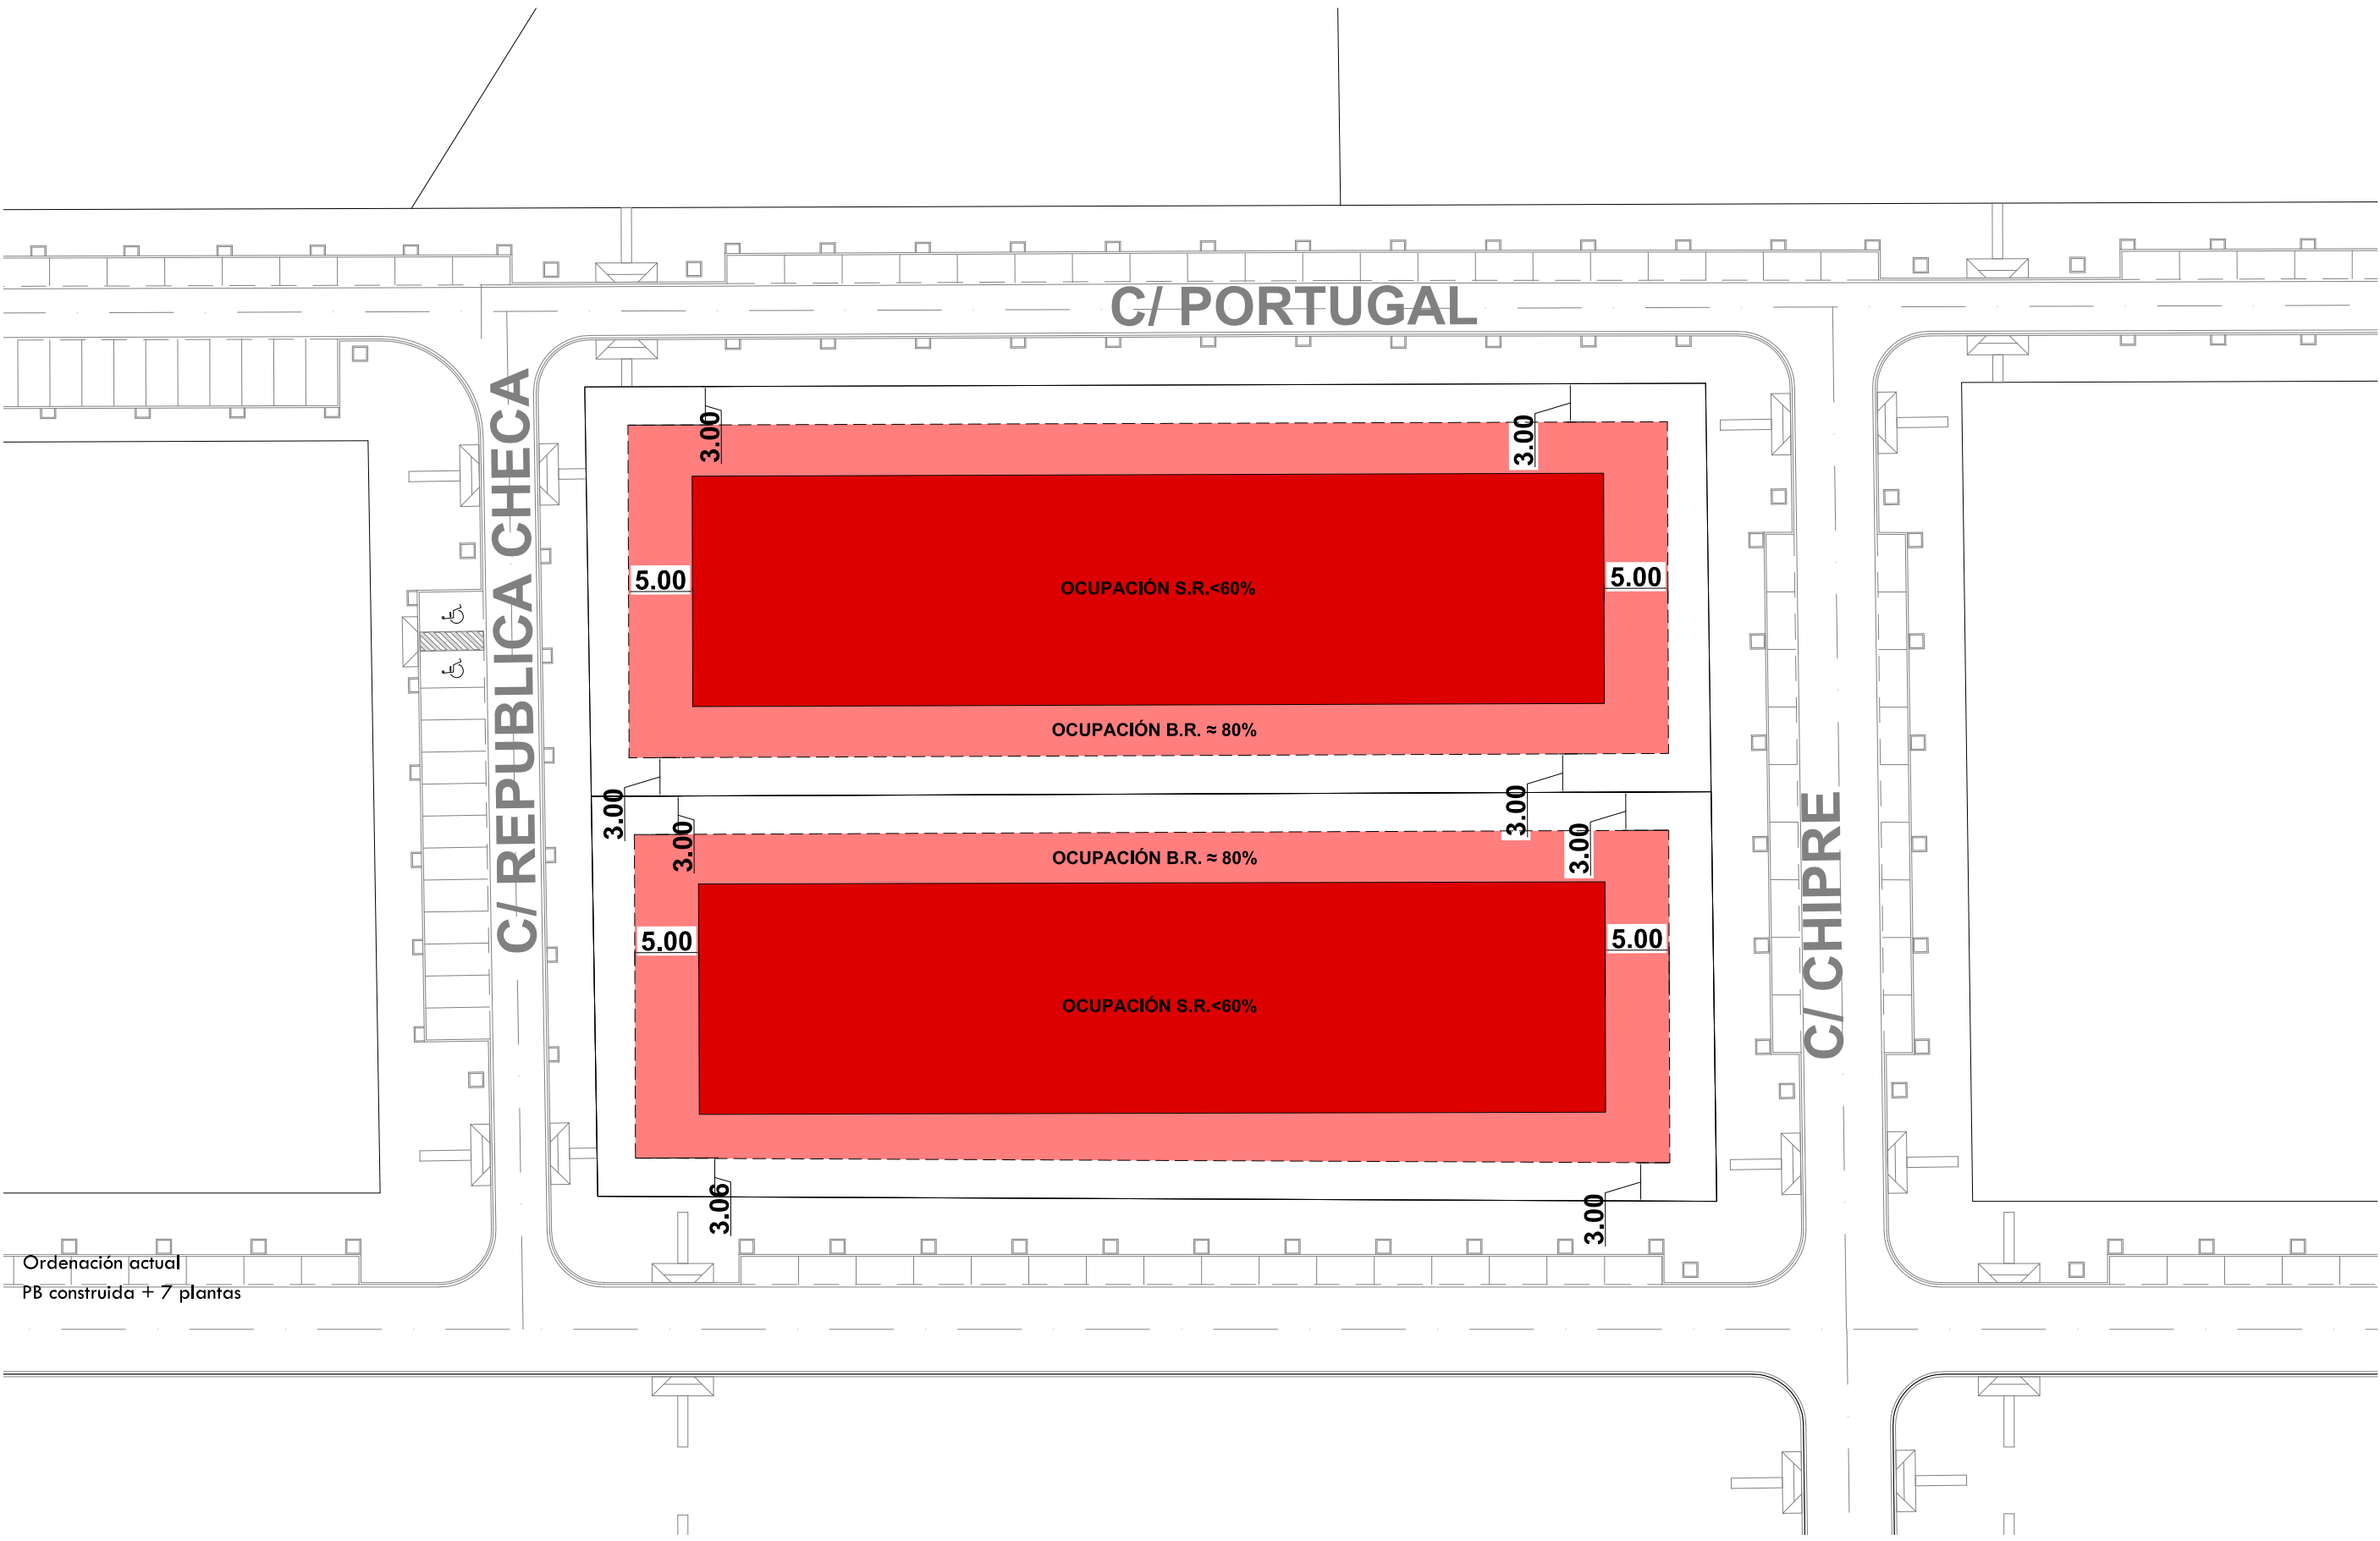 C/ PORTUGAL
C/ REPUBLICA CHECA
3.00
3.00
5.00
OCUPACIÓN S.R.<60%
5.00
OCUPACIÓN B.R. ≈ 80%
3.00
3.00
3.00
3.00
OCUPACIÓN B.R. ≈ 80%
C/ CHIPRE
5.00
5.00
OCUPACIÓN S.R.<60%
3.06
3.00
Ordenación actual
PB construida + 7 plantas